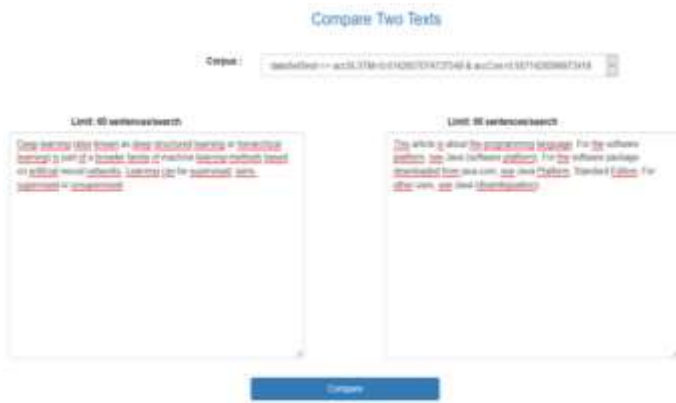 Compare Two Texts
Corpus :
Limit: 60 sentences/search
Deep learning (also known as deep structured learning or hierarchical
learning) is part of a broader family of machine learning methods based
on artificial neural networks. Learning can be supervised, semi-
supervised or unsupervised.
Limit: 60 sentences/search
This article is about the programming language. For the software
platform, see Java (software platform). For the software package
downloaded from java.com, see Java Platform, Standard Edition. For
other uses, see Java (disambiguation).
Compare